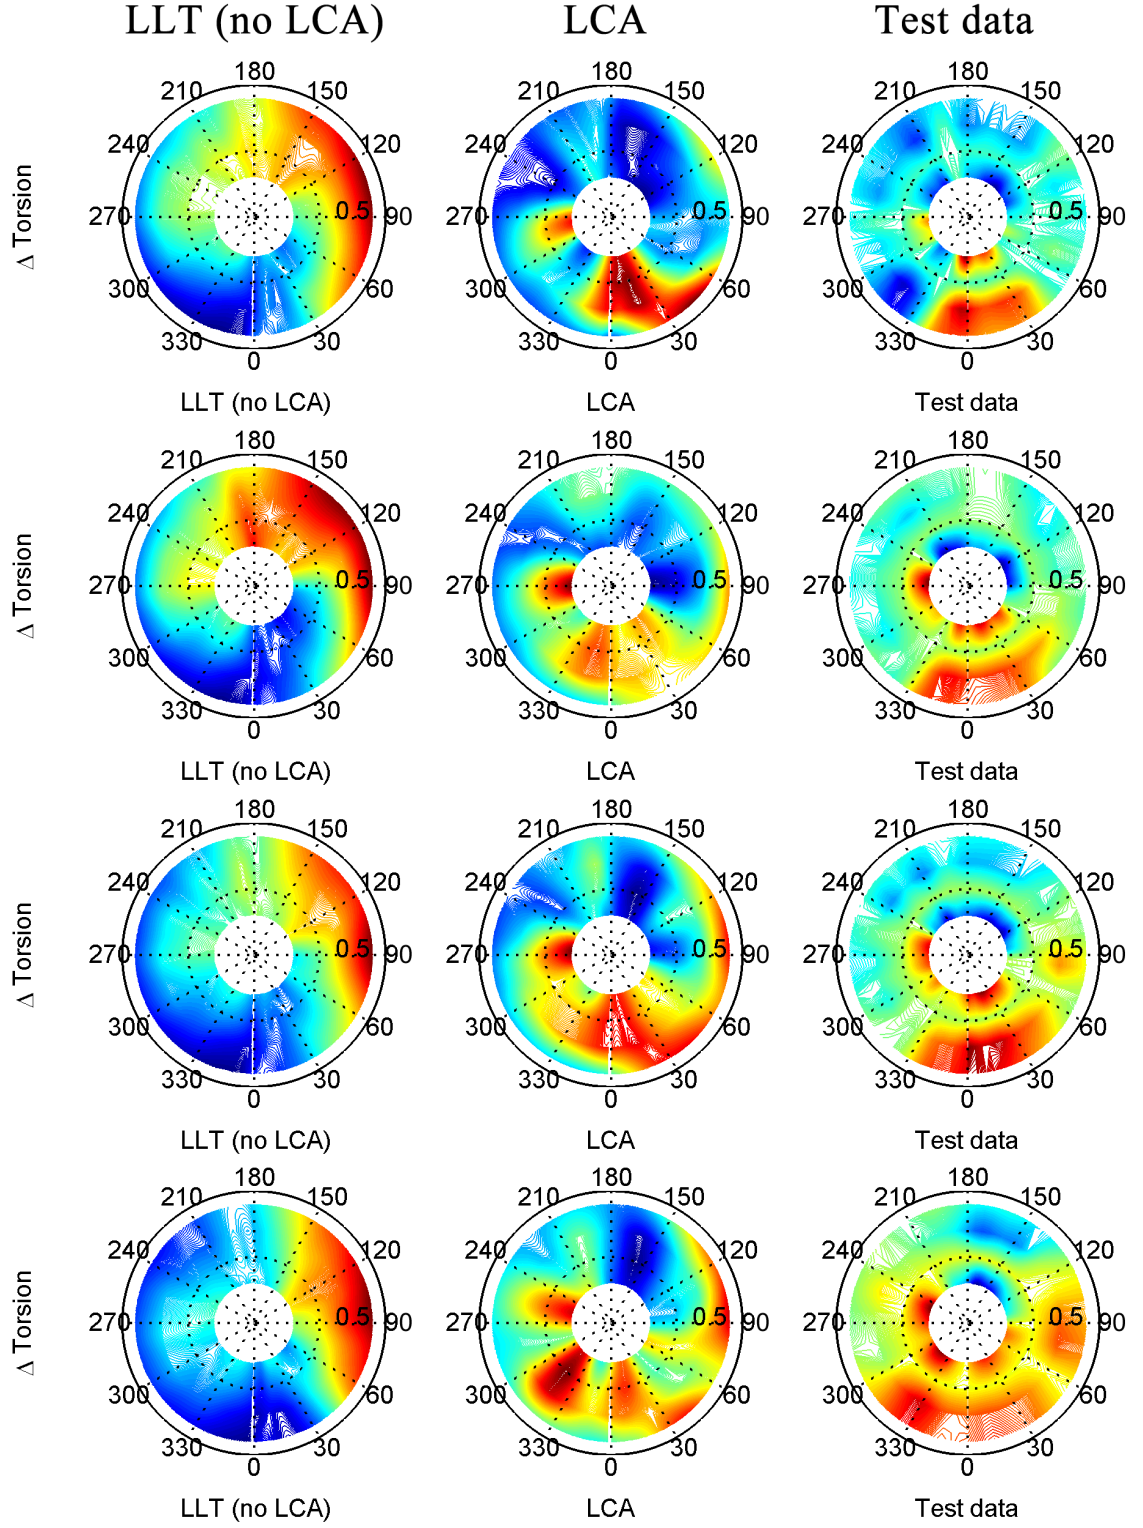 LLT (no LCA) LCA Test data
180 180 180
210 150 210 150 210 150
240 120 240 120 240 120
Δ Torsion 270 0.5 90 270 0.5 90 270 0.5 90
300 60 300 60 300 60
330 30 330 30 330 30
0 0 0
LLT (no LCA) LCA Test data
180 180 180
210 150 210 150 210 150
240 120 240 120 240 120
Δ Torsion 270 0.5 90 270 0.5 90 270 0.5 90
300 60 300 60 300 60
330 30 330 30 330 30
0 0 0
LLT (no LCA) LCA Test data
180 180 180
210 150 210 150 210 150
240 120 240 120 240 120
Δ Torsion 270 0.5 90 270 0.5 90 270 0.5 90
300 60 300 60 300 60
330 30 330 30 330 30
0 0 0
LLT (no LCA) LCA Test data
180 180 180
210 150 210 150 210 150
240 120 240 120 240 120
Δ Torsion 270 0.5 90 270 0.5 90 270 0.5 90
300 60 300 60 300 60
330 30 330 30 330 30
0 0 0
LLT (no LCA) LCA Test data